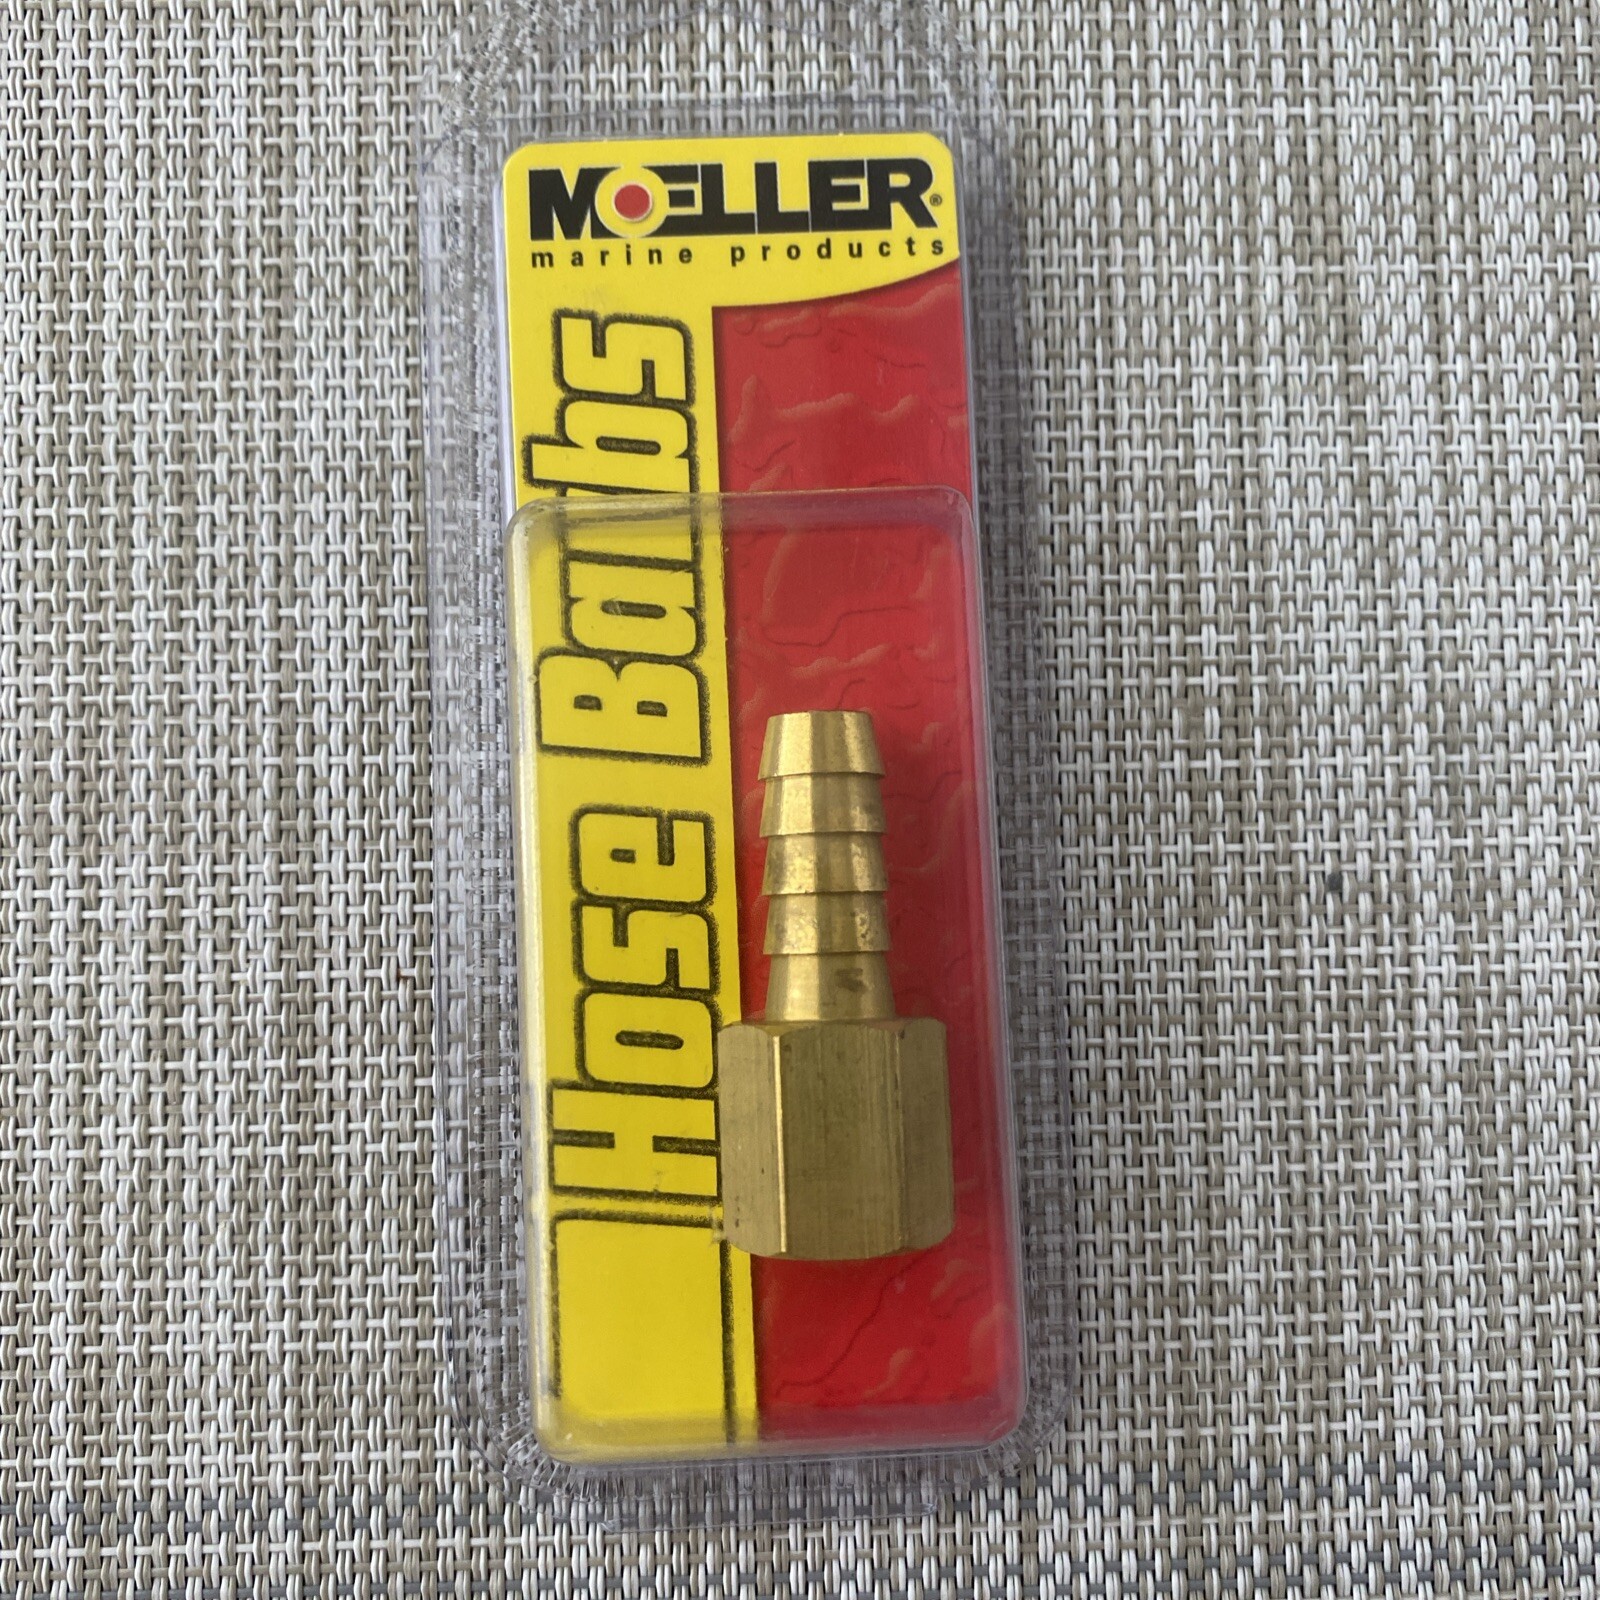 MOELLER®
marine products
Hose Barbs